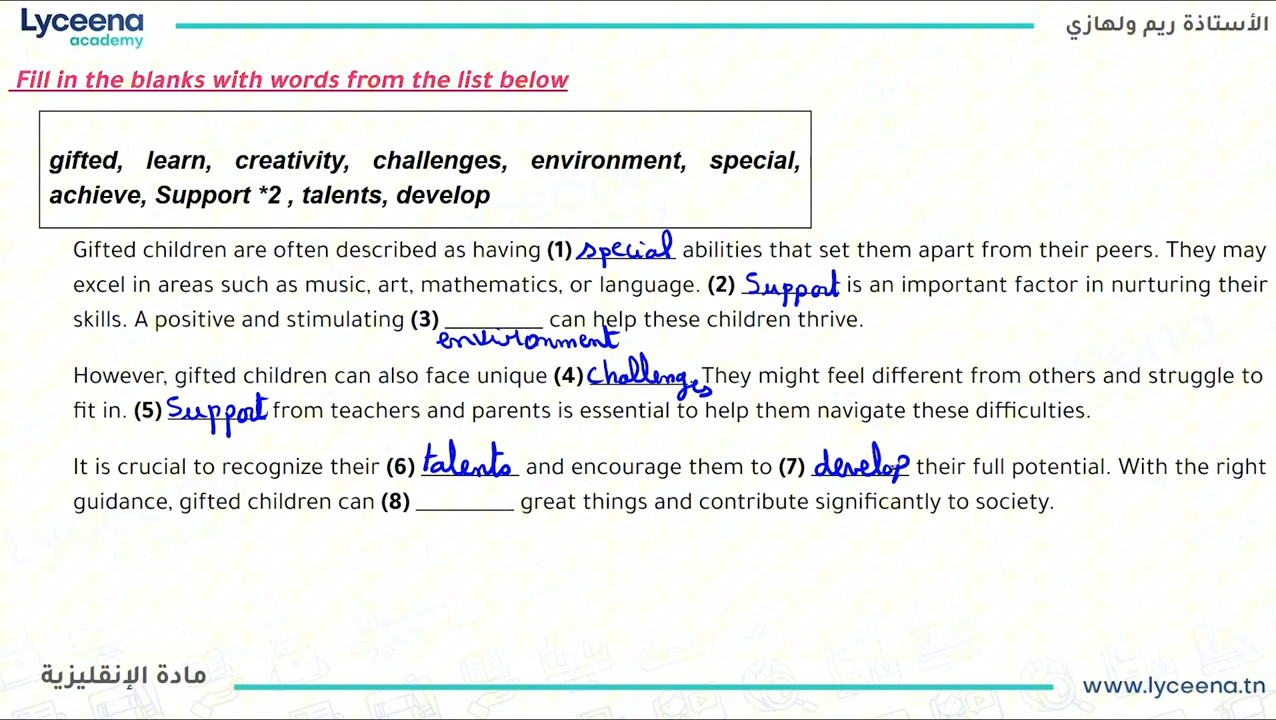 Lyceena
academy
الأستاذة ريم ولهازي
Fill in the blanks with words from the list below
gifted, learn, creativity, challenges, environment, special,
achieve, Support *2 , talents, develop
Gifted children are often described as having (1) special abilities that set them apart from their peers. They may
excel in areas such as music, art, mathematics, or language. (2) Support is an important factor in nurturing their
skills. A positive and stimulating (3) ________ can help these children thrive.
environment
However, gifted children can also face unique (4) challenges. They might feel different from others and struggle to
fit in. (5) Support from teachers and parents is essential to help them navigate these difficulties.
It is crucial to recognize their (6) talents and encourage them to (7) develop their full potential. With the right
guidance, gifted children can (8) ________ great things and contribute significantly to society.
مادة الإنقليزية
www.lyceena.tn